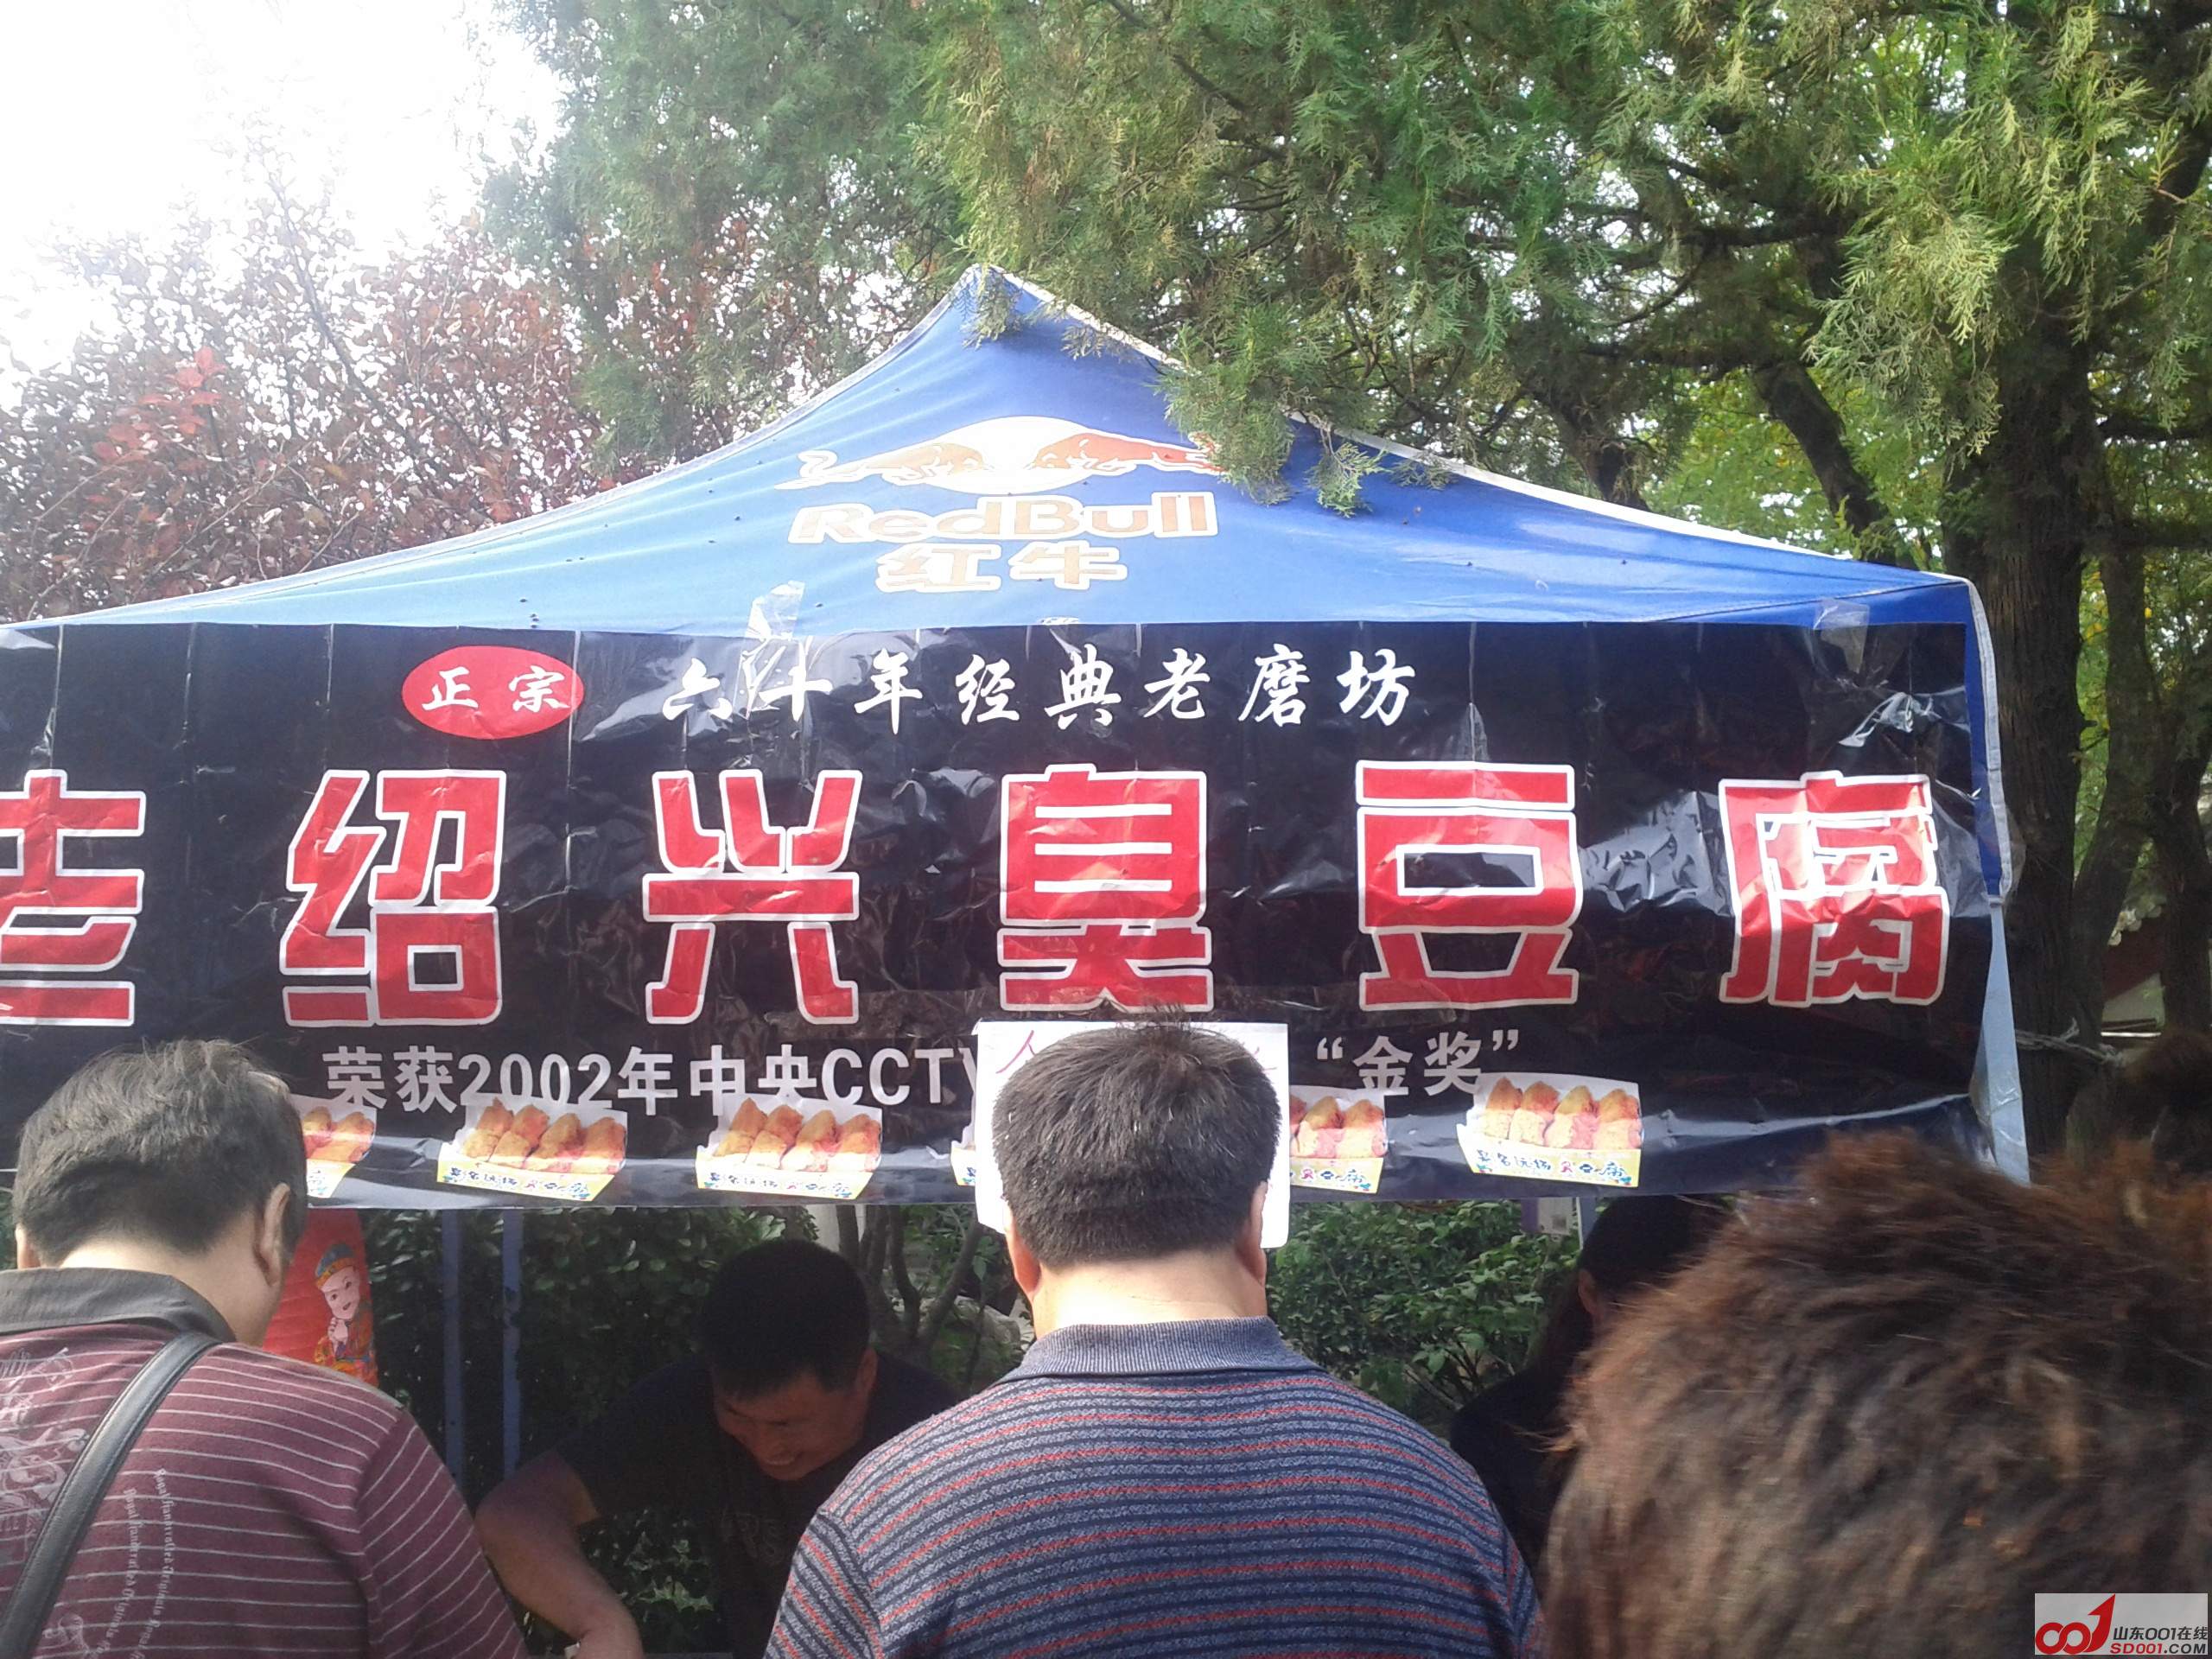 RedBull
红牛
正宗 六十年经典老磨坊
老绍兴臭豆腐
荣获2002年中央CCTV “金奖”
山东001在线
SD001.COM